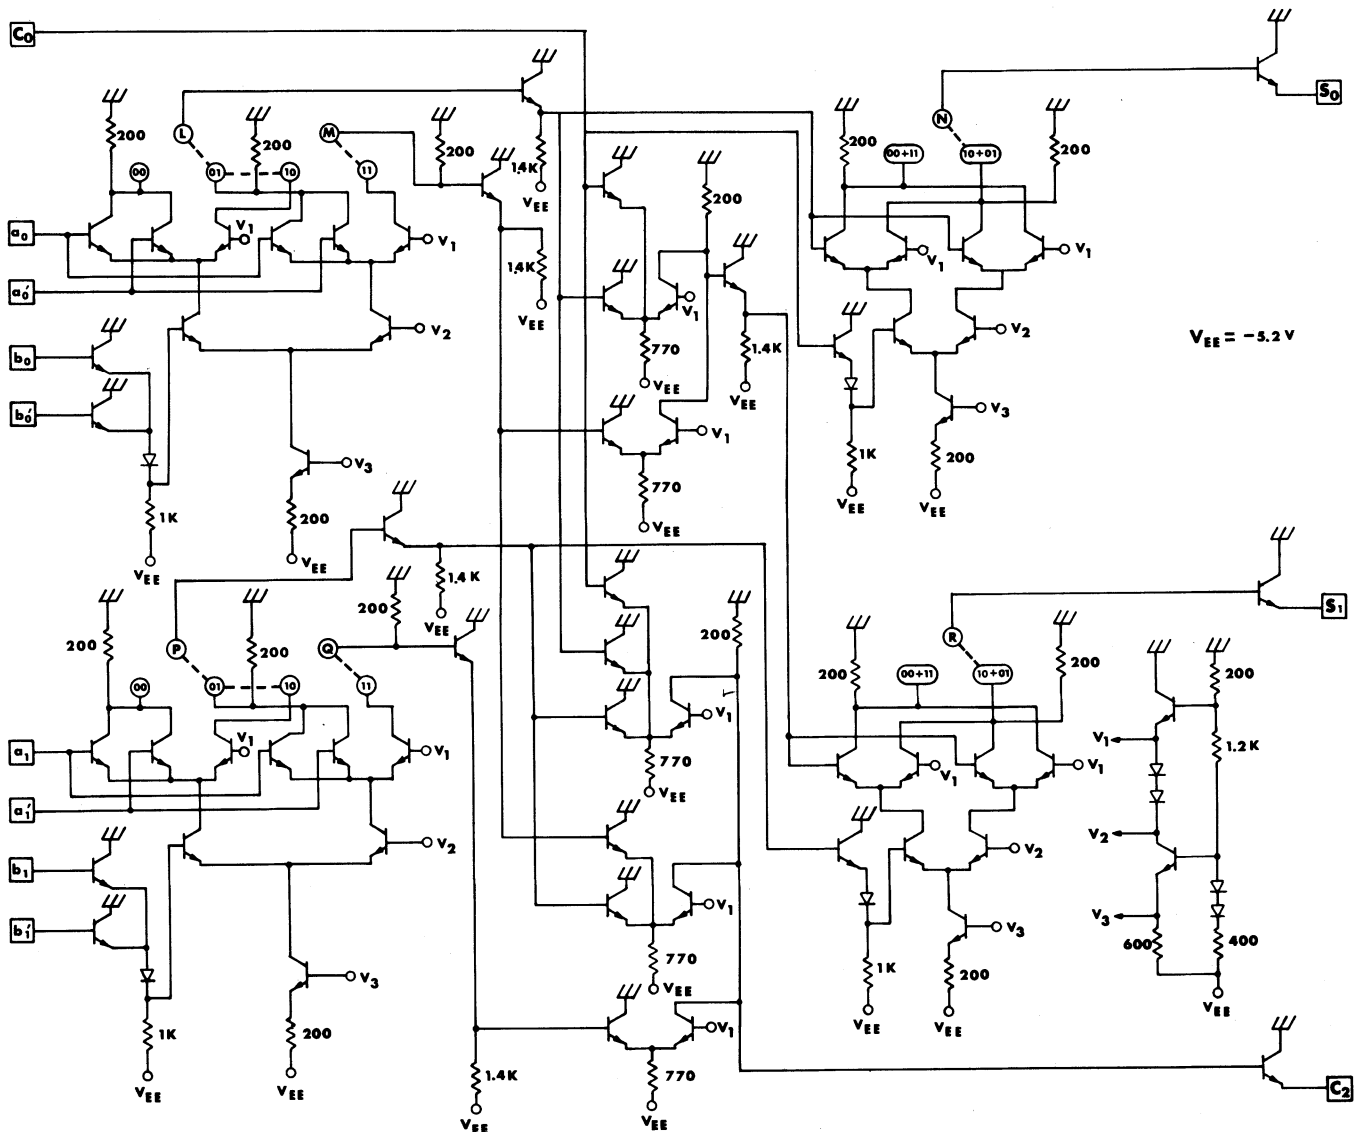 C₀
S₀
200
L
200
M
200
1.4K
VEE
00
01
10
11
200
N
200
00+11
10+01
200
a₀
V₁
V₁
1.4K
VEE
V₁
V₁
V₁
a₀′
b₀
V₂
770
VEE
1.4K
VEE
V₂
VEE = -5.2 V
b₀′
V₁
V₃
V₃
1K
200
VEE
VEE
770
VEE
1K
200
VEE
VEE
1.4K
VEE
200
S₁
200
P
200
Q
200
R
00
01
10
11
200
00+11
10+01
200
200
a₁
V₁
V₁
V₁
V₁
V₁
V₁
1.2K
a₁′
770
VEE
b₁
V₂
V₂
V₂
b₁′
V₁
V₃
V₃
V₃
600
400
1K
200
VEE
VEE
770
VEE
1K
200
VEE
VEE
VEE
V₁
1.4K
VEE
770
VEE
C₂